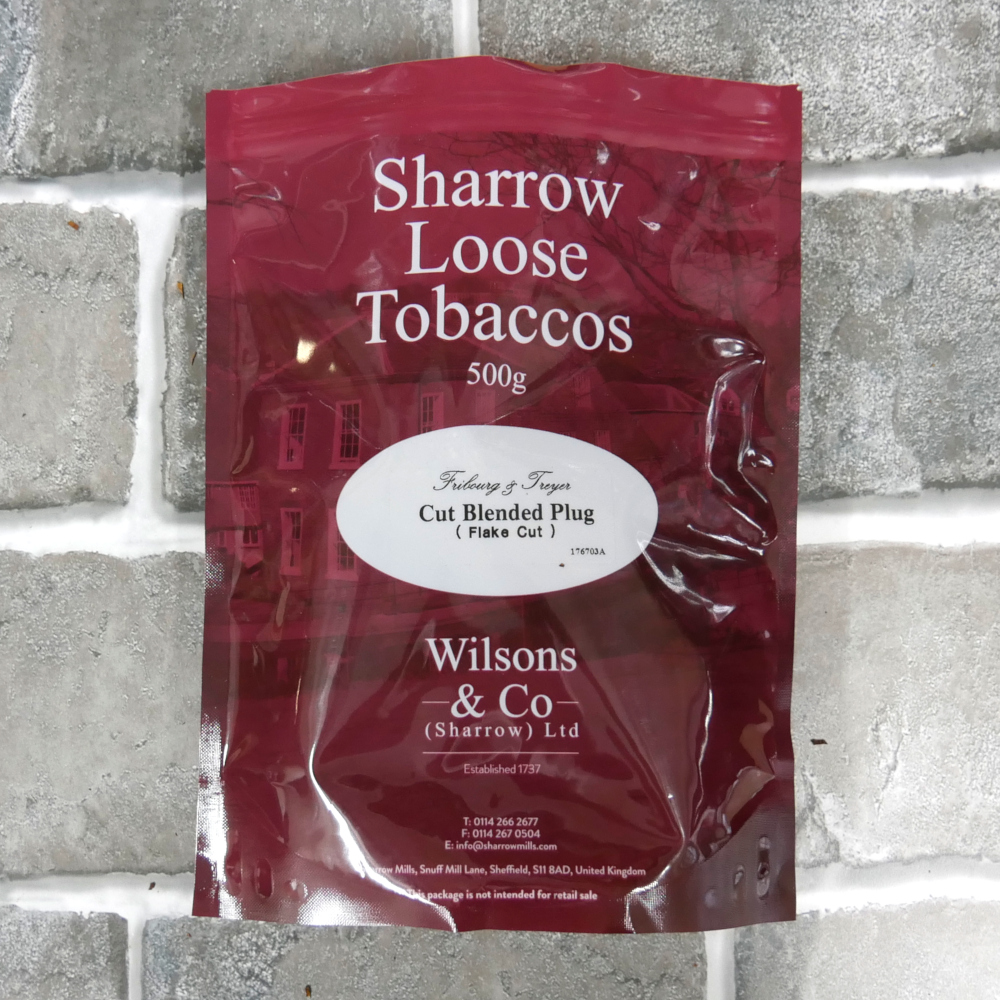 Sharrow
Loose
Tobaccos
500g
Fribourg & Treyer
Cut Blended Plug
( Flake Cut )
176703A
Wilsons
& Co
(Sharrow) Ltd
Established 1737
T: 0114 266 2677
F: 0114 267 0504
E: info@sharrowmills.com
Mills, Snuff Mill Lane, Sheffield, S11 8AD, United Kingdom
This package is not intended for retail sale